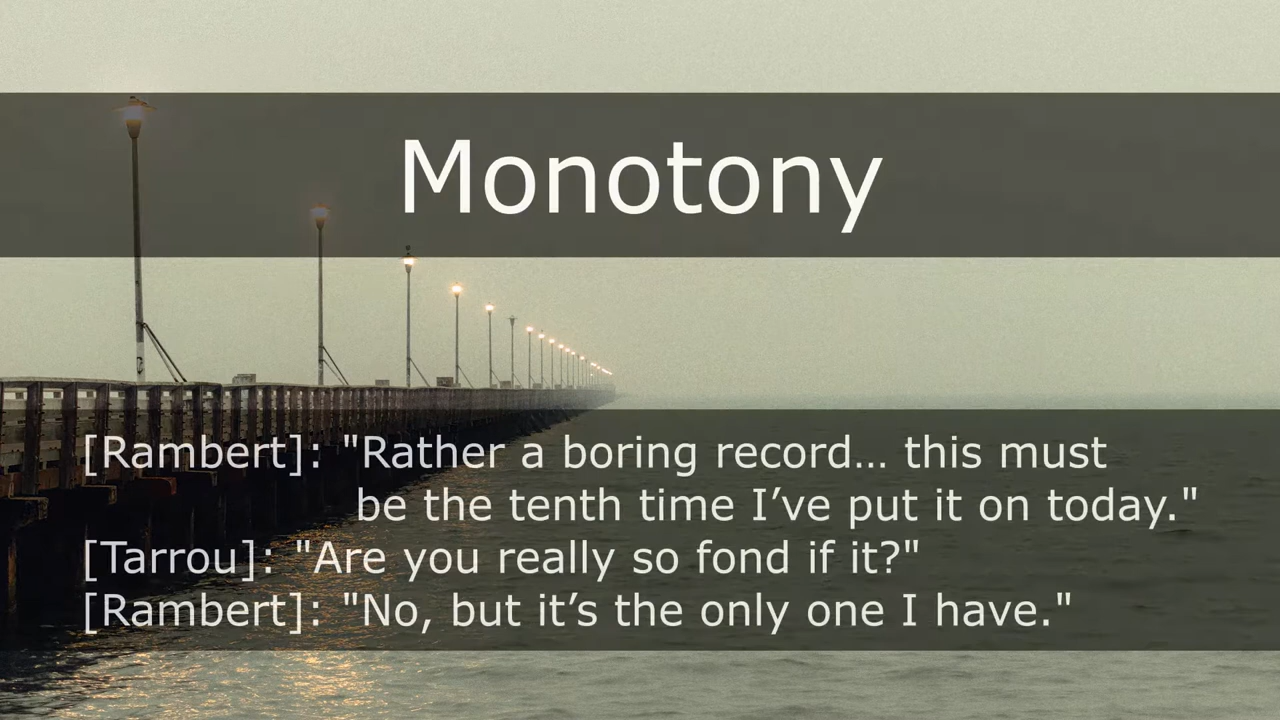 Monotony
[Rambert]: "Rather a boring record… this must
be the tenth time I’ve put it on today."
[Tarrou]: "Are you really so fond if it?"
[Rambert]: "No, but it’s the only one I have."